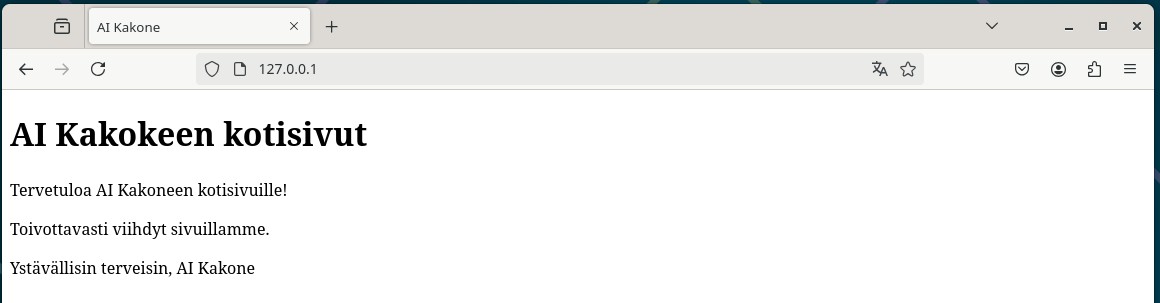 AI Kakone
127.0.0.1
AI Kakokeen kotisivut
Tervetuloa AI Kakoneen kotisivuille!
Toivottavasti viihdyt sivuillamme.
Ystävällisin terveisin, AI Kakone